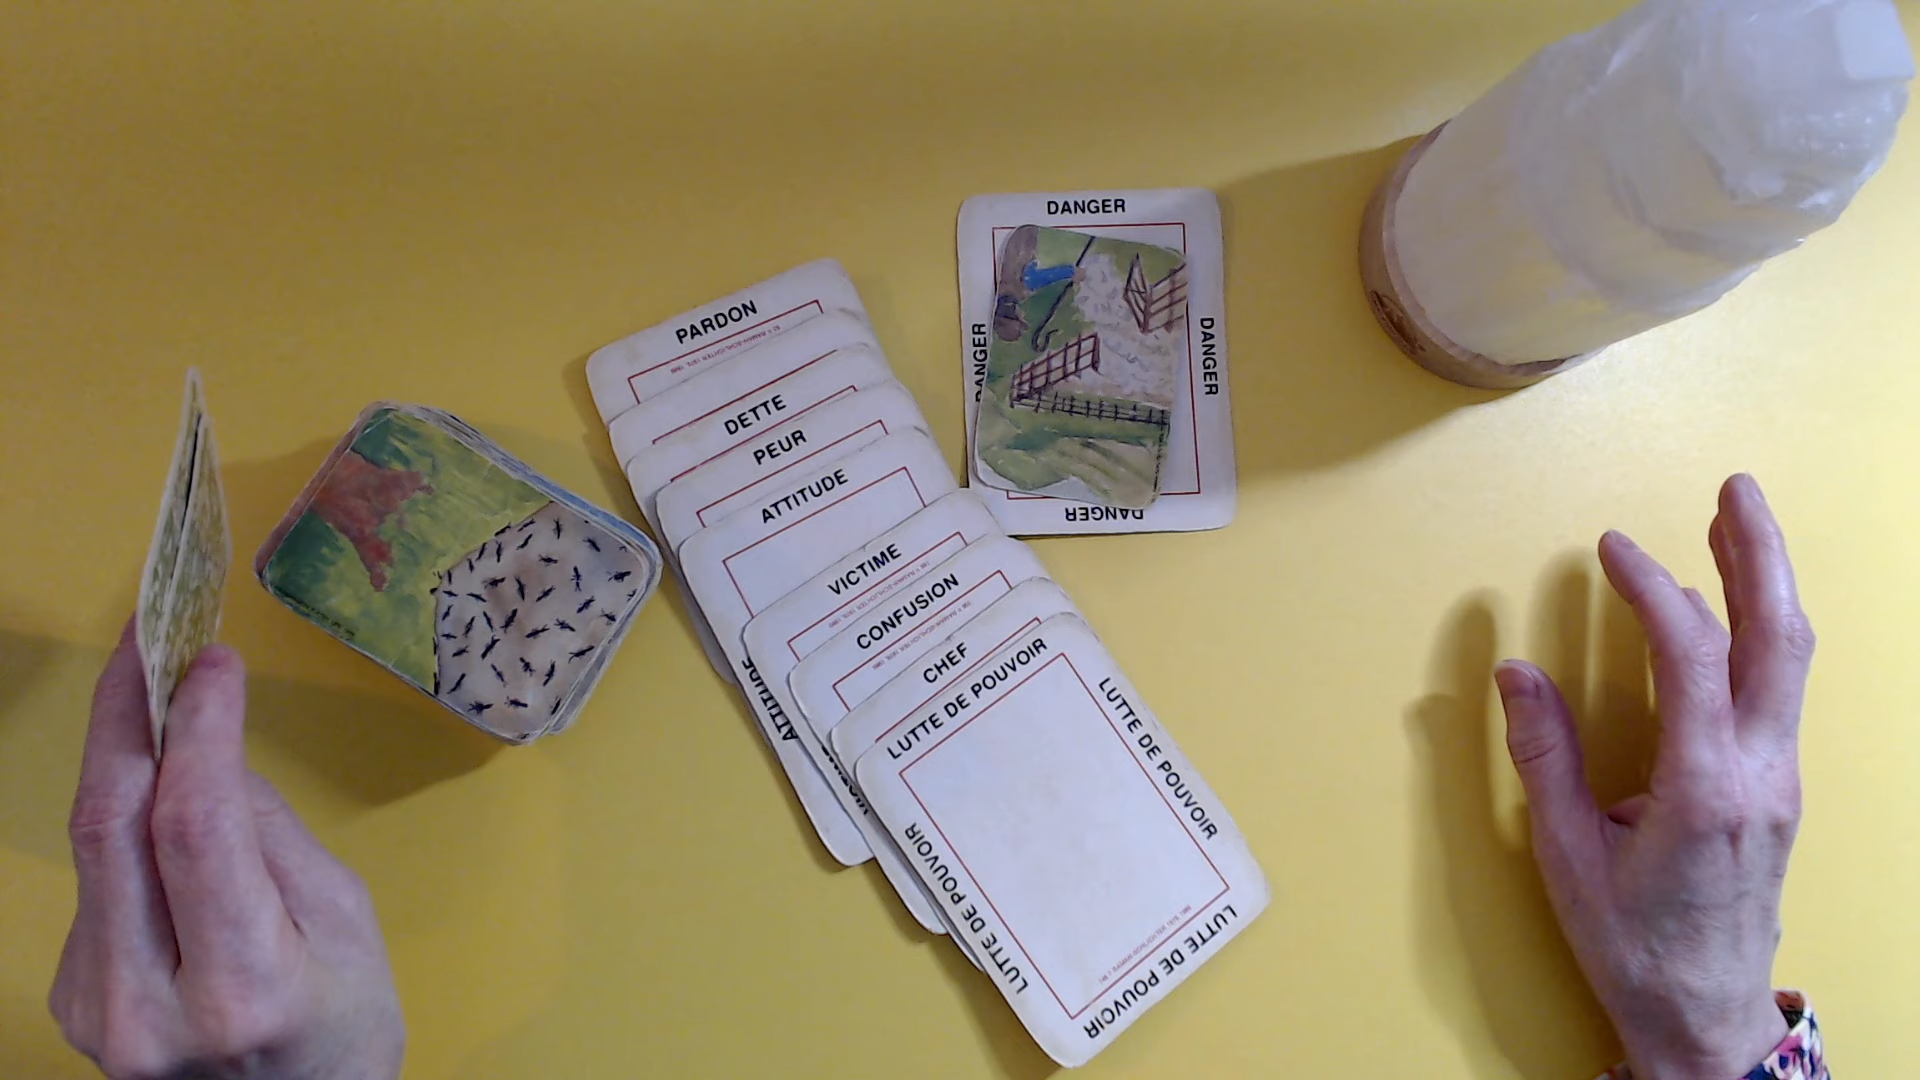 DANGER
DANGER
DANGER
DANGER
PARDON
DETTE
PEUR
ATTITUDE
ATTITUDE
VICTIME
CONFUSION
CHEF
LUTTE DE POUVOIR
LUTTE DE POUVOIR
LUTTE DE POUVOIR
LUTTE DE POUVOIR